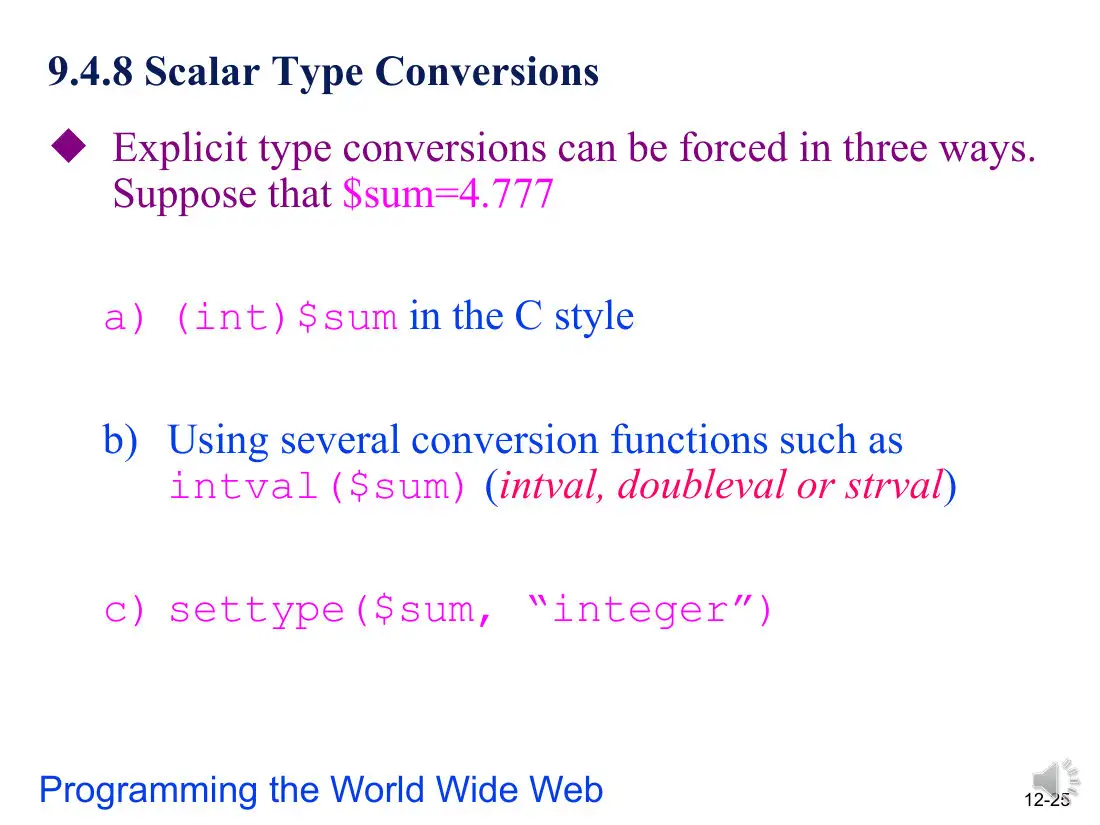 9.4.8 Scalar Type Conversions
◆ Explicit type conversions can be forced in three ways.
Suppose that $sum=4.777
a) (int)$sum in the C style
b) Using several conversion functions such as
intval($sum) (intval, doubleval or strval)
c) settype($sum, “integer”)
Programming the World Wide Web
12-25